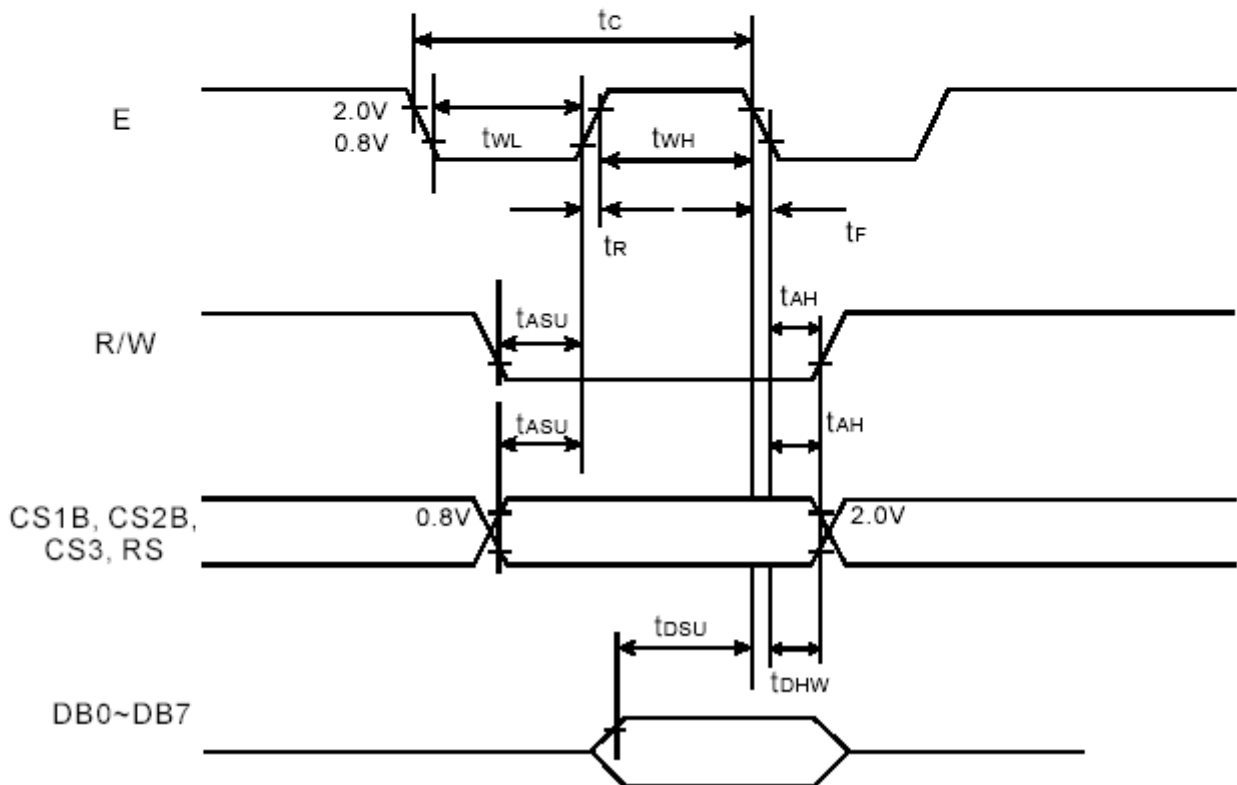 tC
E
2.0V
0.8V
tWL
tWH
tR
tF
tAH
R/W
tASU
tASU
tAH
CS1B, CS2B,
CS3, RS
0.8V
2.0V
tDSU
tDHW
DB0~DB7